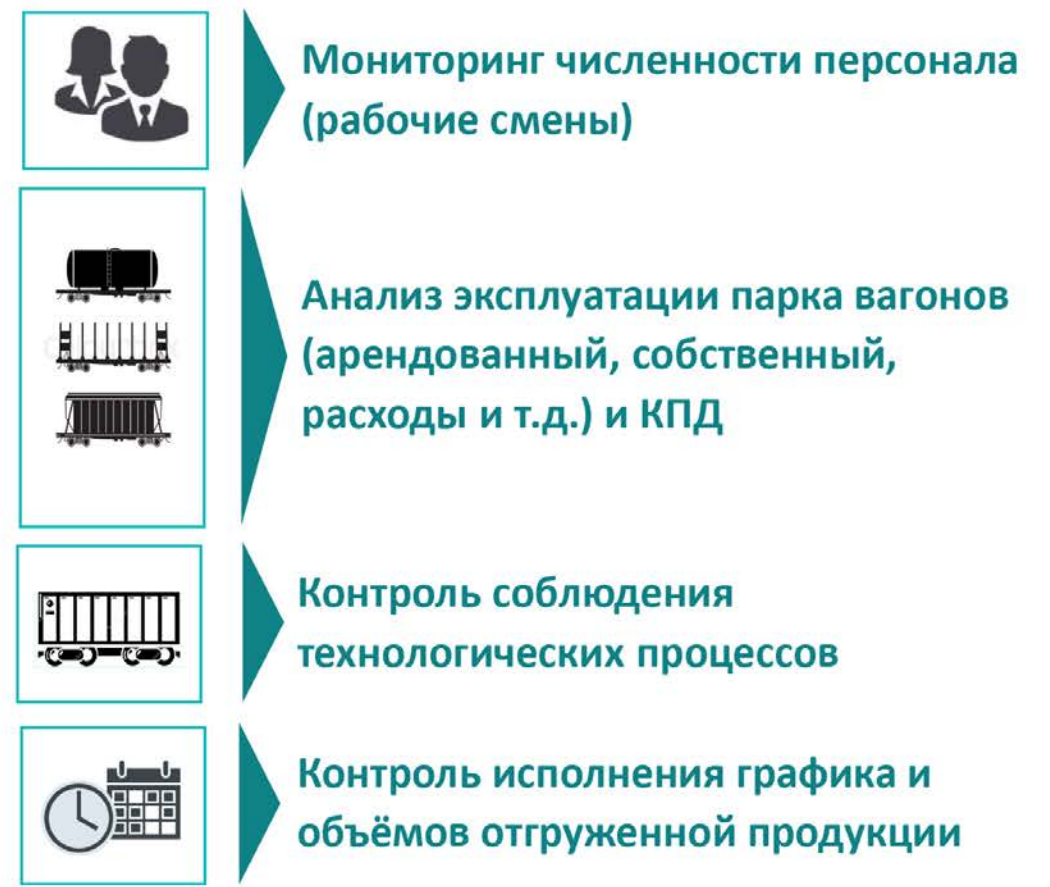 Мониторинг численности персонала
(рабочие смены)
Анализ эксплуатации парка вагонов
(арендованный, собственный,
расходы и т.д.) и КПД
Контроль соблюдения
технологических процессов
Контроль исполнения графика и
объёмов отгруженной продукции